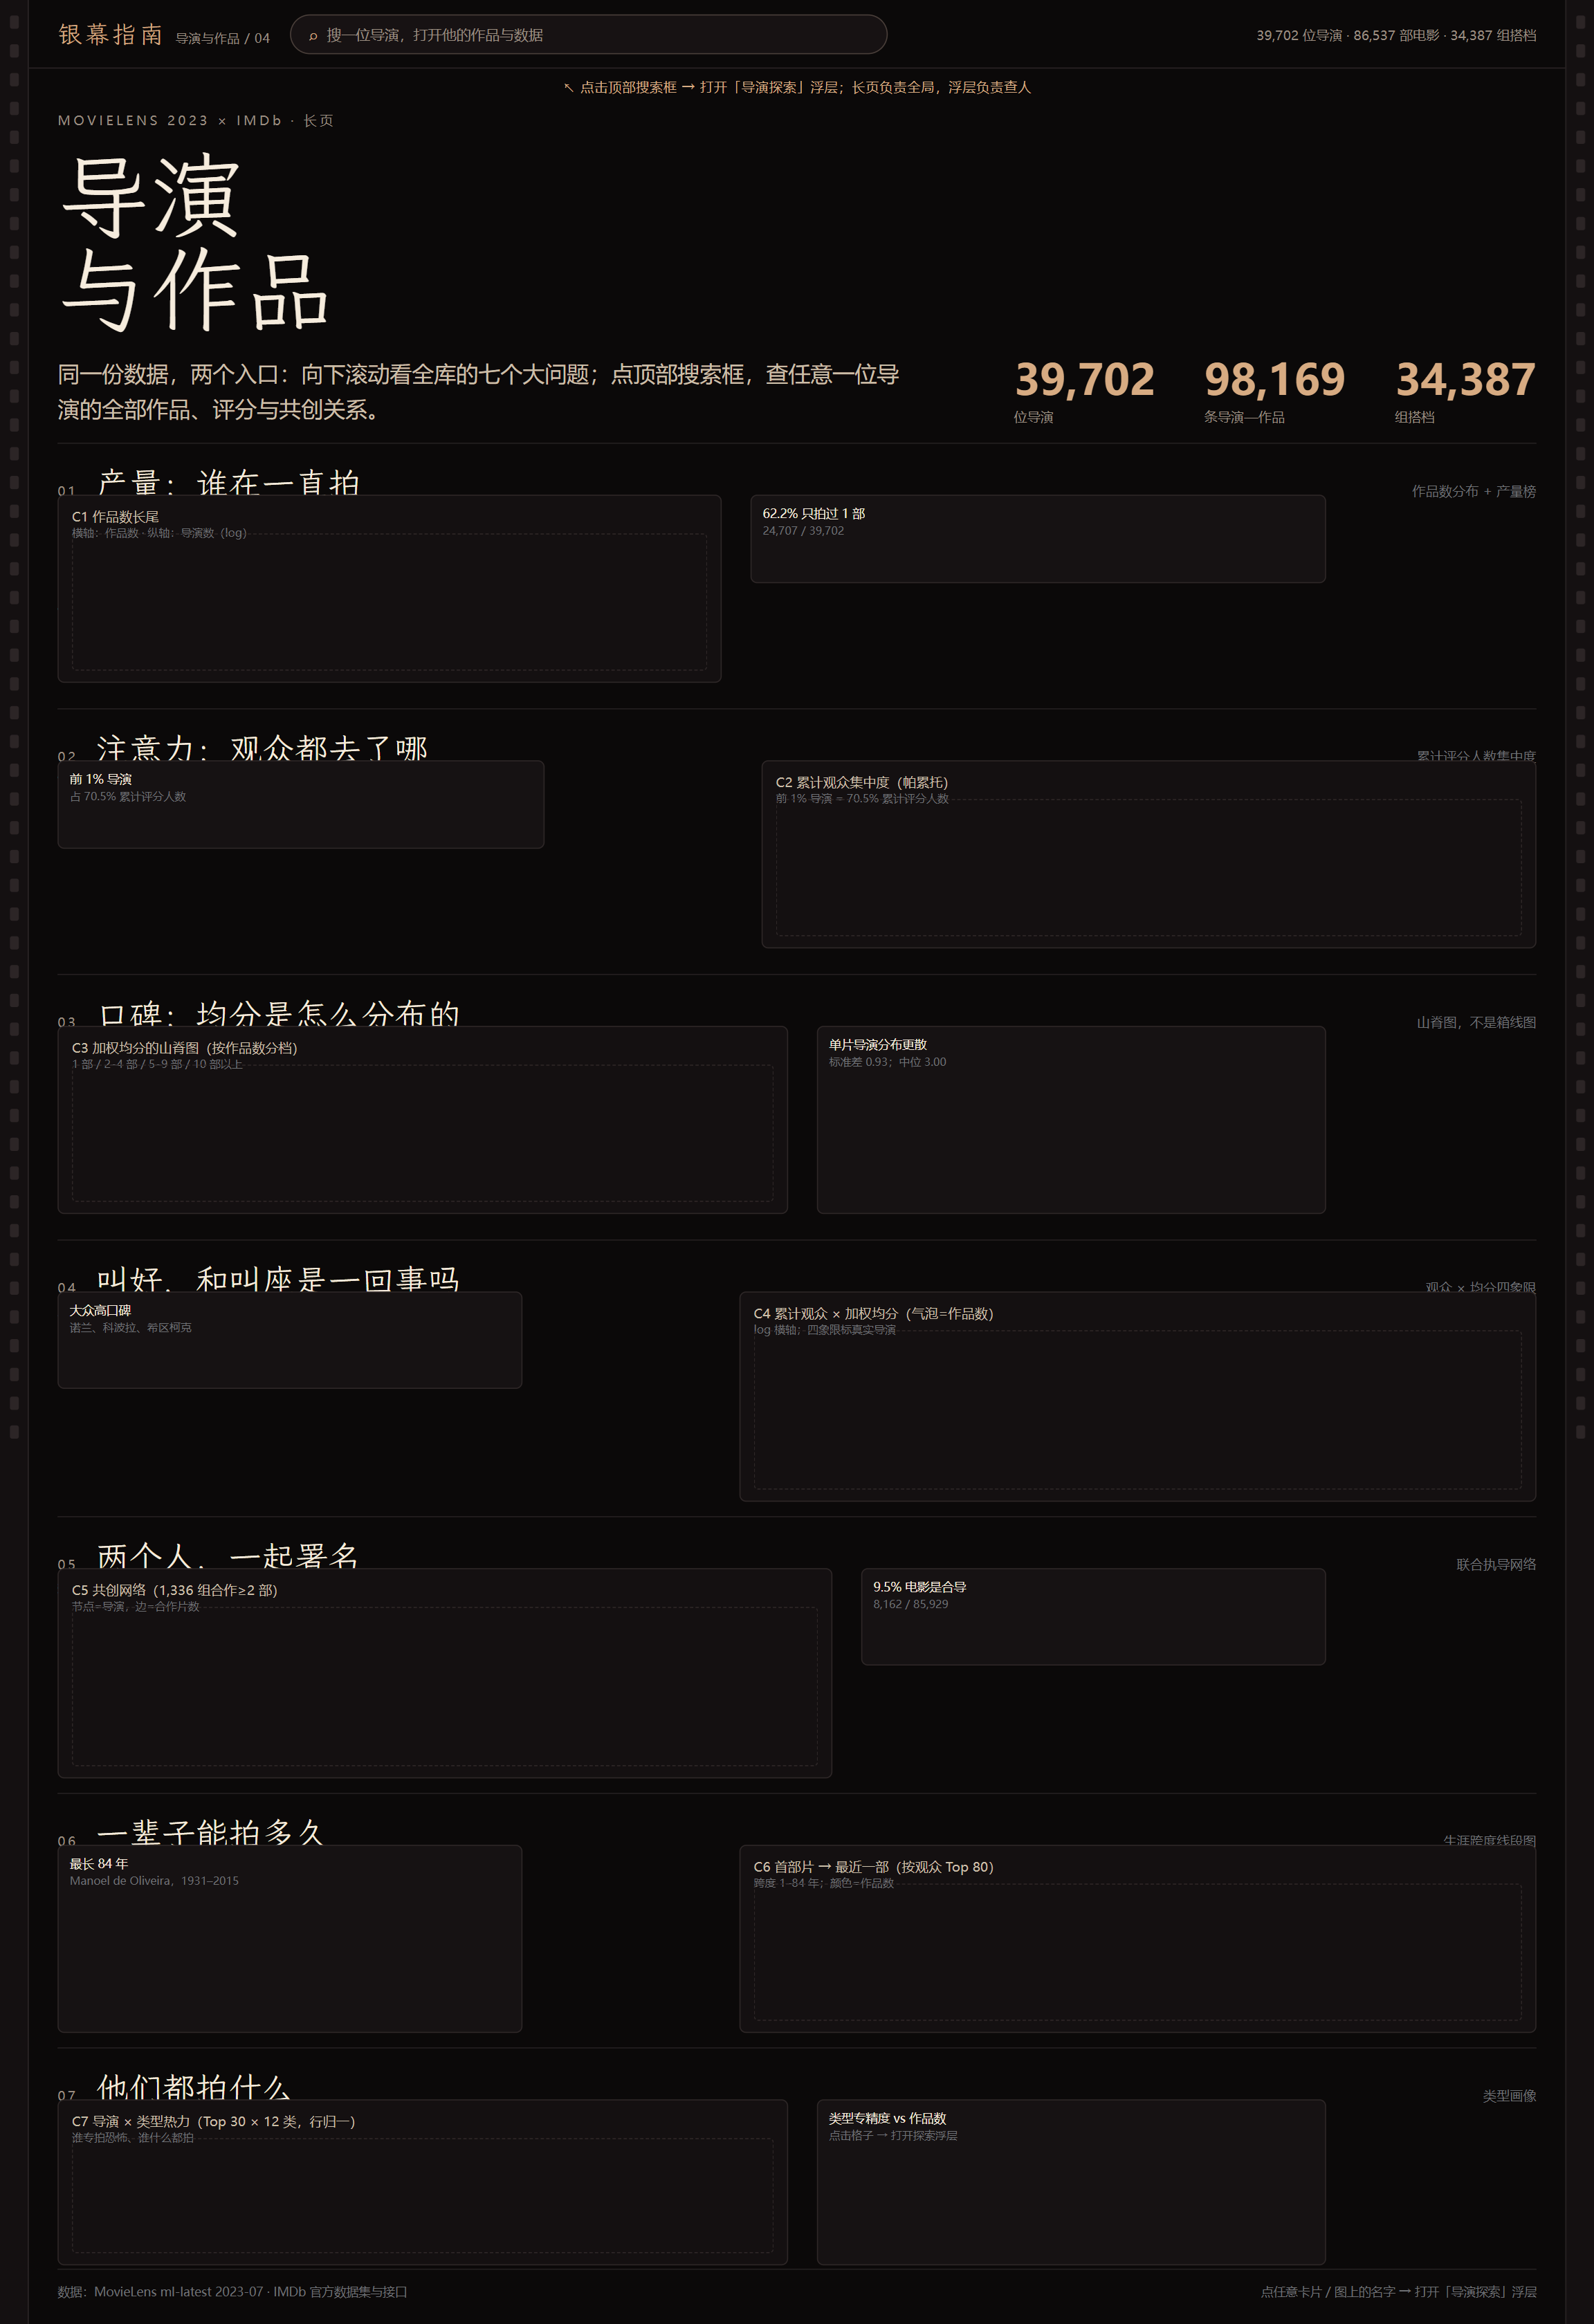 银幕指南
导演与作品 / 04
⌕ 搜一位导演，打开他的作品与数据
39,702 位导演 · 86,537 部电影 · 34,387 组搭档
↖ 点击顶部搜索框 → 打开「导演探索」浮层；长页负责全局，浮层负责查人
MOVIELENS 2023 × IMDb · 长页
导演
与作品
同一份数据，两个入口：向下滚动看全库的七个大问题；点顶部搜索框，查任意一位导
演的全部作品、评分与共创关系。
39,702
位导演
98,169
条导演—作品
34,387
组搭档
01 产量：谁在一直拍
作品数分布 + 产量榜
C1 作品数长尾
横轴：作品数 · 纵轴：导演数（log）
62.2% 只拍过 1 部
24,707 / 39,702
02 注意力：观众都去了哪
累计评分人数集中度
前 1% 导演
占 70.5% 累计评分人数
C2 累计观众集中度（帕累托）
前 1% 导演 = 70.5% 累计评分人数
03 口碑：均分是怎么分布的
山脊图，不是箱线图
C3 加权均分的山脊图（按作品数分档）
1 部 / 2–4 部 / 5–9 部 / 10 部以上
单片导演分布更散
标准差 0.93；中位 3.00
04 叫好，和叫座是一回事吗
观众 × 均分四象限
大众高口碑
诺兰、科波拉、希区柯克
C4 累计观众 × 加权均分（气泡=作品数）
log 横轴；四象限标真实导演
05 两个人，一起署名
联合执导网络
C5 共创网络（1,336 组合作≥2 部）
节点=导演，边=合作片数
9.5% 电影是合导
8,162 / 85,929
06 一辈子能拍多久
生涯跨度线段图
最长 84 年
Manoel de Oliveira，1931–2015
C6 首部片 → 最近一部（按观众 Top 80）
跨度 1–84 年；颜色=作品数
07 他们都拍什么
类型画像
C7 导演 × 类型热力（Top 30 × 12 类，行归一）
谁专拍恐怖、谁什么都拍
类型专精度 vs 作品数
点击格子 → 打开探索浮层
数据：MovieLens ml-latest 2023-07 · IMDb 官方数据集与接口
点任意卡片 / 图上的名字 → 打开「导演探索」浮层